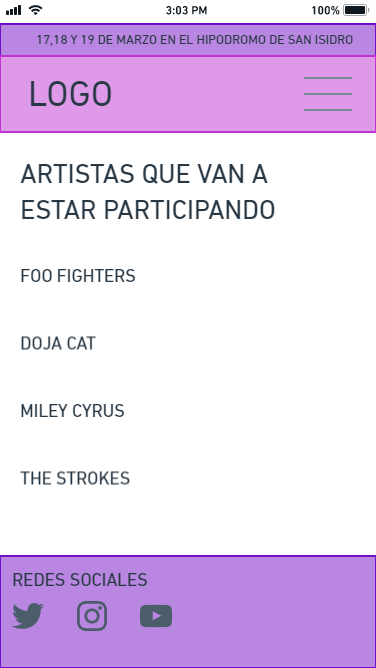 3:03 PM
100%
17,18 Y 19 DE MARZO EN EL HIPODROMO DE SAN ISIDRO
LOGO
ARTISTAS QUE VAN A
ESTAR PARTICIPANDO
FOO FIGHTERS
DOJA CAT
MILEY CYRUS
THE STROKES
REDES SOCIALES